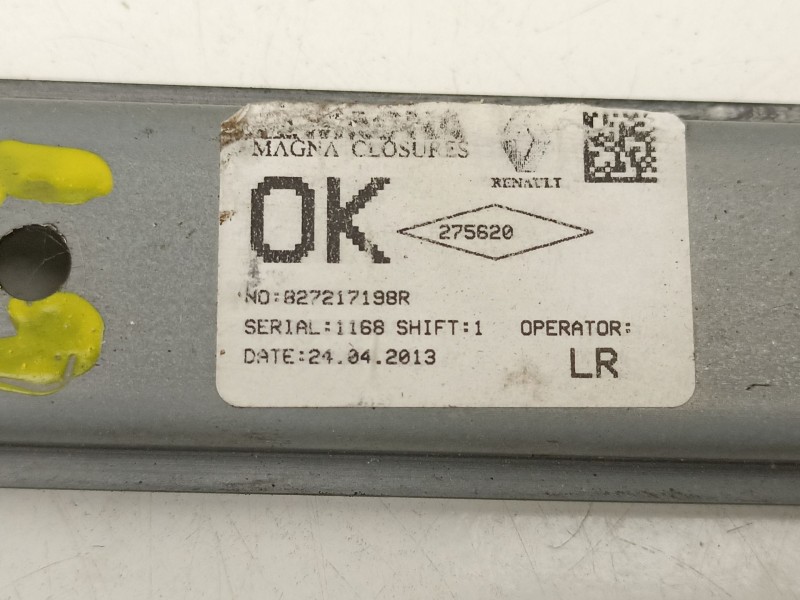 MAGNA CLOSURES
RENAULT
OK
275620
NO:827217198R
SERIAL:1168 SHIFT:1 OPERATOR:
DATE:24.04.2013 LR